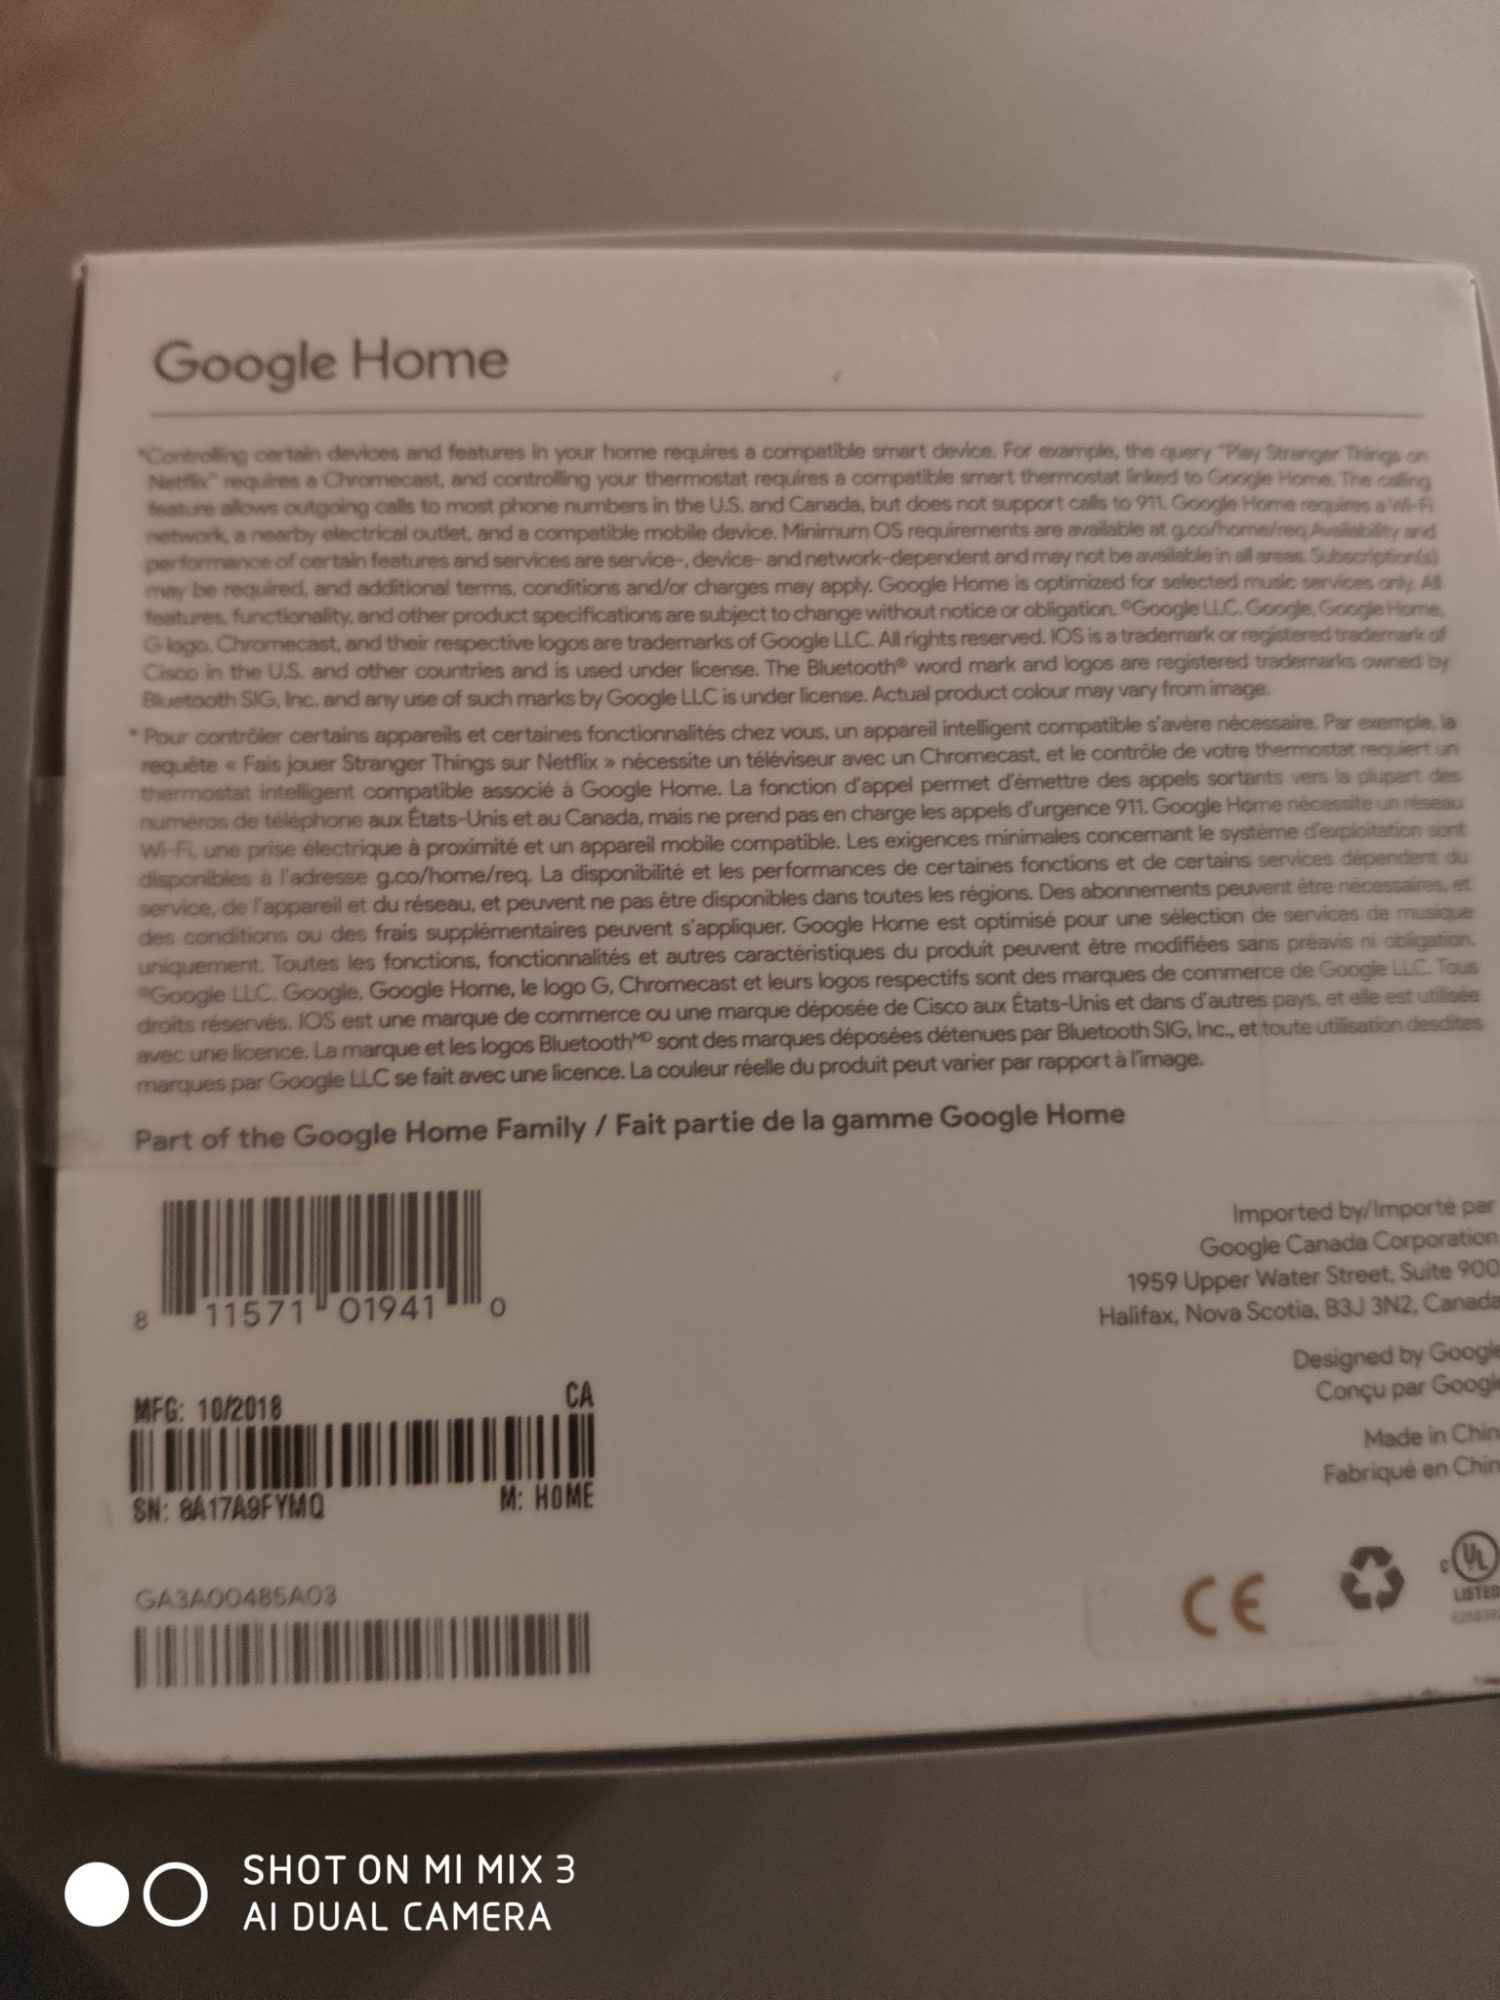 Google Home
*Controlling certain devices and features in your home requires a compatible smart device. For example, the query "Play Stranger Things on
Netflix" requires a Chromecast, and controlling your thermostat requires a compatible smart thermostat linked to Google Home. The calling
feature allows outgoing calls to most phone numbers in the U.S. and Canada, but does not support calls to 911. Google Home requires a Wi-Fi
network, a nearby electrical outlet, and a compatible mobile device. Minimum OS requirements are available at g.co/home/req. Availability and
performance of certain features and services are service-, device- and network-dependent and may not be available in all areas. Subscription(s)
may be required, and additional terms, conditions and/or charges may apply. Google Home is optimized for selected music services only. All
features, functionality, and other product specifications are subject to change without notice or obligation. ©Google LLC. Google, Google Home,
G logo, Chromecast, and their respective logos are trademarks of Google LLC. All rights reserved. IOS is a trademark or registered trademark of
Cisco in the U.S. and other countries and is used under license. The Bluetooth® word mark and logos are registered trademarks owned by
Bluetooth SIG, Inc. and any use of such marks by Google LLC is under license. Actual product colour may vary from image.
* Pour contrôler certains appareils et certaines fonctionnalités chez vous, un appareil intelligent compatible s'avère nécessaire. Par exemple, la
requête « Fais jouer Stranger Things sur Netflix » nécessite un téléviseur avec un Chromecast, et le contrôle de votre thermostat requiert un
thermostat intelligent compatible associé à Google Home. La fonction d'appel permet d'émettre des appels sortants vers la plupart des
numéros de téléphone aux États-Unis et au Canada, mais ne prend pas en charge les appels d'urgence 911. Google Home nécessite un réseau
Wi-Fi, une prise électrique à proximité et un appareil mobile compatible. Les exigences minimales concernant le système d'exploitation sont
disponibles à l'adresse g.co/home/req. La disponibilité et les performances de certaines fonctions et de certains services dépendent du
service, de l'appareil et du réseau, et peuvent ne pas être disponibles dans toutes les régions. Des abonnements peuvent être nécessaires, et
des conditions ou des frais supplémentaires peuvent s'appliquer. Google Home est optimisé pour une sélection de services de musique
uniquement. Toutes les fonctions, fonctionnalités et autres caractéristiques du produit peuvent être modifiées sans préavis ni obligation.
©Google LLC. Google, Google Home, le logo G, Chromecast et leurs logos respectifs sont des marques de commerce de Google LLC. Tous
droits réservés. IOS est une marque de commerce ou une marque déposée de Cisco aux États-Unis et dans d'autres pays, et elle est utilisée
avec une licence. La marque et les logos Bluetooth^MD sont des marques déposées détenues par Bluetooth SIG, Inc., et toute utilisation desdites
marques par Google LLC se fait avec une licence. La couleur réelle du produit peut varier par rapport à l'image.
Part of the Google Home Family / Fait partie de la gamme Google Home
8 11571 01941 0
Imported by/Importé par
Google Canada Corporation
1959 Upper Water Street, Suite 900
Halifax, Nova Scotia, B3J 3N2, Canada
Designed by Google
Conçu par Google
Made in Chin
Fabriqué en Chin
MFG: 10/2018 CA
SN: 8A17A9FYMQ M: HOME
GA3A00485A03
CE
C UL
LISTED
SHOT ON MI MIX 3
AI DUAL CAMERA